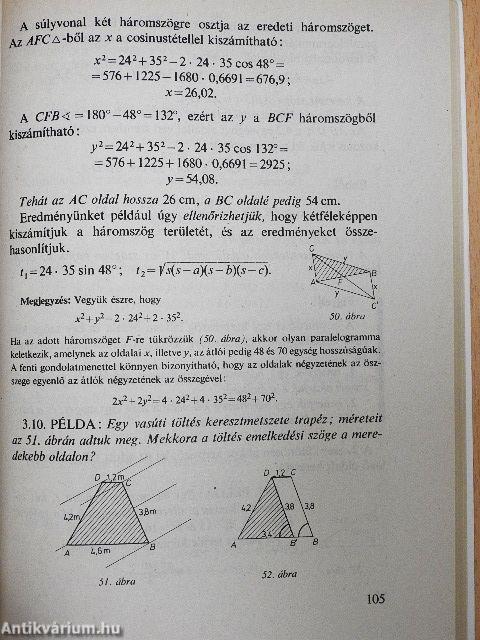 A súlyvonal két háromszögre osztja az eredeti háromszöget.
Az AFC△-ből az x a cosinustétellel kiszámítható:
x² = 24² + 35² − 2 · 24 · 35 cos 48° =
= 576 + 1225 − 1680 · 0,6691 = 676,9;
x = 26,02.
A CFB∢ = 180° − 48° = 132°, ezért az y a BCF háromszögből
kiszámítható:
y² = 24² + 35² − 2 · 24 · 35 cos 132° =
= 576 + 1225 + 1680 · 0,6691 = 2925;
y = 54,08.
Tehát az AC oldal hossza 26 cm, a BC oldalé pedig 54 cm.
Eredményünket például úgy ellenőrizhetjük, hogy kétféleképpen
kiszámítjuk a háromszög területét, és az eredményeket össze-
hasonlítjuk.
t₁ = 24 · 35 sin 48°; t₂ = √s(s−a)(s−b)(s−c).
C
x
y
B
A
F
x
y
C'
50. ábra
Megjegyzés: Vegyük észre, hogy
x² + y² − 2 · 24² + 2 · 35².
Ha az adott háromszöget F-re tükrözzük (50. ábra), akkor olyan paralelogramma
keletkezik, amelynek az oldalai x, illetve y, az átlói pedig 48 és 70 egység hosszúságúak.
A fenti gondolatmenettel könnyen bizonyítható, hogy az oldalak négyzetének az ösz-
szege egyenlő az átlók négyzetének az összegével:
2x² + 2y² = 4 · 24² + 4 · 35² = 48² + 70².
3.10. PÉLDA: Egy vasúti töltés keresztmetszete trapéz; méreteit
az 51. ábrán adtuk meg. Mekkora a töltés emelkedési szöge a mere-
dekebb oldalon?
D 1,2m C
4,2m 3,8m
A 4,6m B
51. ábra
D 1,2 C
4,2 3,8 3,8
A 3,4 B' B
52. ábra
105
Antikvárium.hu